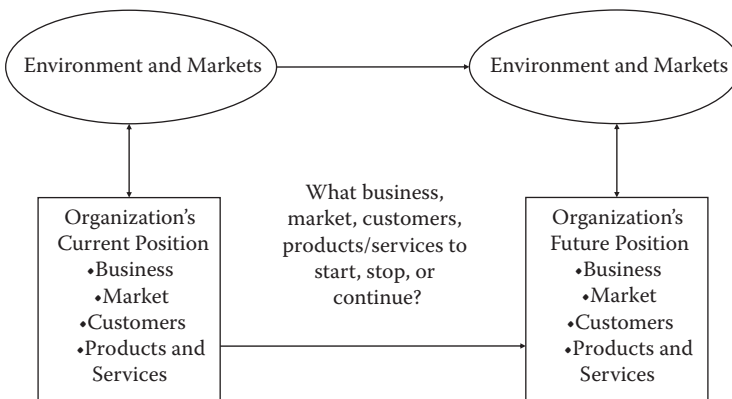 Environment and Markets
Environment and Markets
Organization's
Current Position
•Business
•Market
•Customers
•Products and
Services
What business,
market, customers,
products/services to
start, stop, or
continue?
Organization's
Future Position
•Business
•Market
•Customers
•Products and
Services